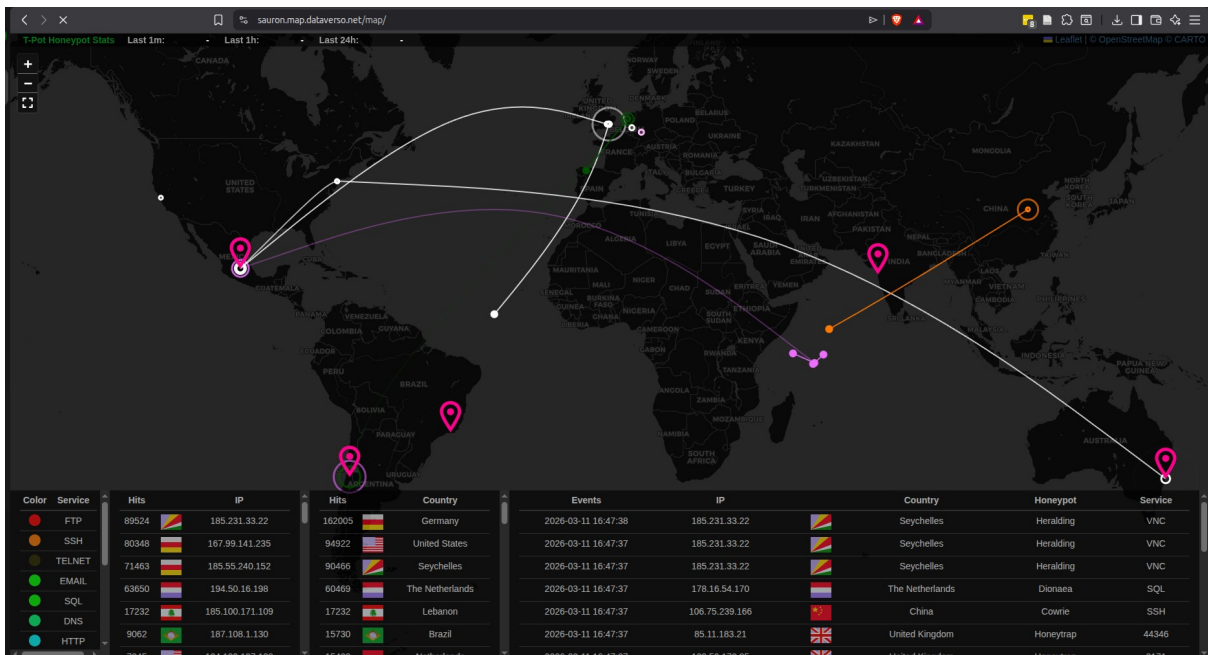 sauron.map.dataverso.net/map/
T-Pot Honeypot Stats Last 1m: - Last 1h: - Last 24h: -
Leaflet | © OpenStreetMap © CARTO
+
−
CANADA
NORWAY
SWEDEN
UNITED KINGDOM
DENMARK
BELARUS
POLAND
UKRAINE
KAZAKHSTAN
MONGOLIA
AUSTRIA
ROMANIA
ITALY
BULGARIA
UNITED STATES
SPAIN
GREECE
TURKEY
UZBEKISTAN
TURKMENISTAN
NORTH KOREA
SOUTH KOREA
JAPAN
CHINA
TUNISIA
SYRIA
IRAQ
IRAN
AFGHANISTAN
PAKISTAN
MOROCCO
ALGERIA
LIBYA
EGYPT
SAUDI ARABIA
NEPAL
INDIA
BANGLADESH
TAIWAN
CUBA
MAURITANIA
MALI
NIGER
CHAD
SUDAN
ERITREA
YEMEN
LAOS
MYANMAR
VIETNAM
GUATEMALA
SENEGAL
BURKINA FASO
GUINEA
GHANA
NIGERIA
SOUTH SUDAN
ETHIOPIA
CAMBODIA
PHILIPPINES
PANAMA
VENEZUELA
GUYANA
COLOMBIA
LIBERIA
CAMEROON
SRI LANKA
MALAYSIA
ECUADOR
GABON
RWANDA
KENYA
TANZANIA
INDONESIA
PAPUA NEW GUINEA
PERU
BRAZIL
ANGOLA
ZAMBIA
BOLIVIA
MOZAMBIQUE
PARAGUAY
NAMIBIA
AUSTRALIA
SOUTH AFRICA
URUGUAY
ARGENTINA
Color Service
FTP
SSH
TELNET
EMAIL
SQL
DNS
HTTP
Hits IP
89524 185.231.33.22
80348 167.99.141.235
71463 185.55.240.152
63650 194.50.16.198
17232 185.100.171.109
9062 187.108.1.130
Hits Country
162005 Germany
94922 United States
90466 Seychelles
60469 The Netherlands
17232 Lebanon
15730 Brazil
Events IP Country Honeypot Service
2026-03-11 16:47:38 185.231.33.22 Seychelles Heralding VNC
2026-03-11 16:47:37 185.231.33.22 Seychelles Heralding VNC
2026-03-11 16:47:37 185.231.33.22 Seychelles Heralding VNC
2026-03-11 16:47:37 178.16.54.170 The Netherlands Dionaea SQL
2026-03-11 16:47:37 106.75.239.166 China Cowrie SSH
2026-03-11 16:47:37 85.11.183.21 United Kingdom Honeytrap 44346